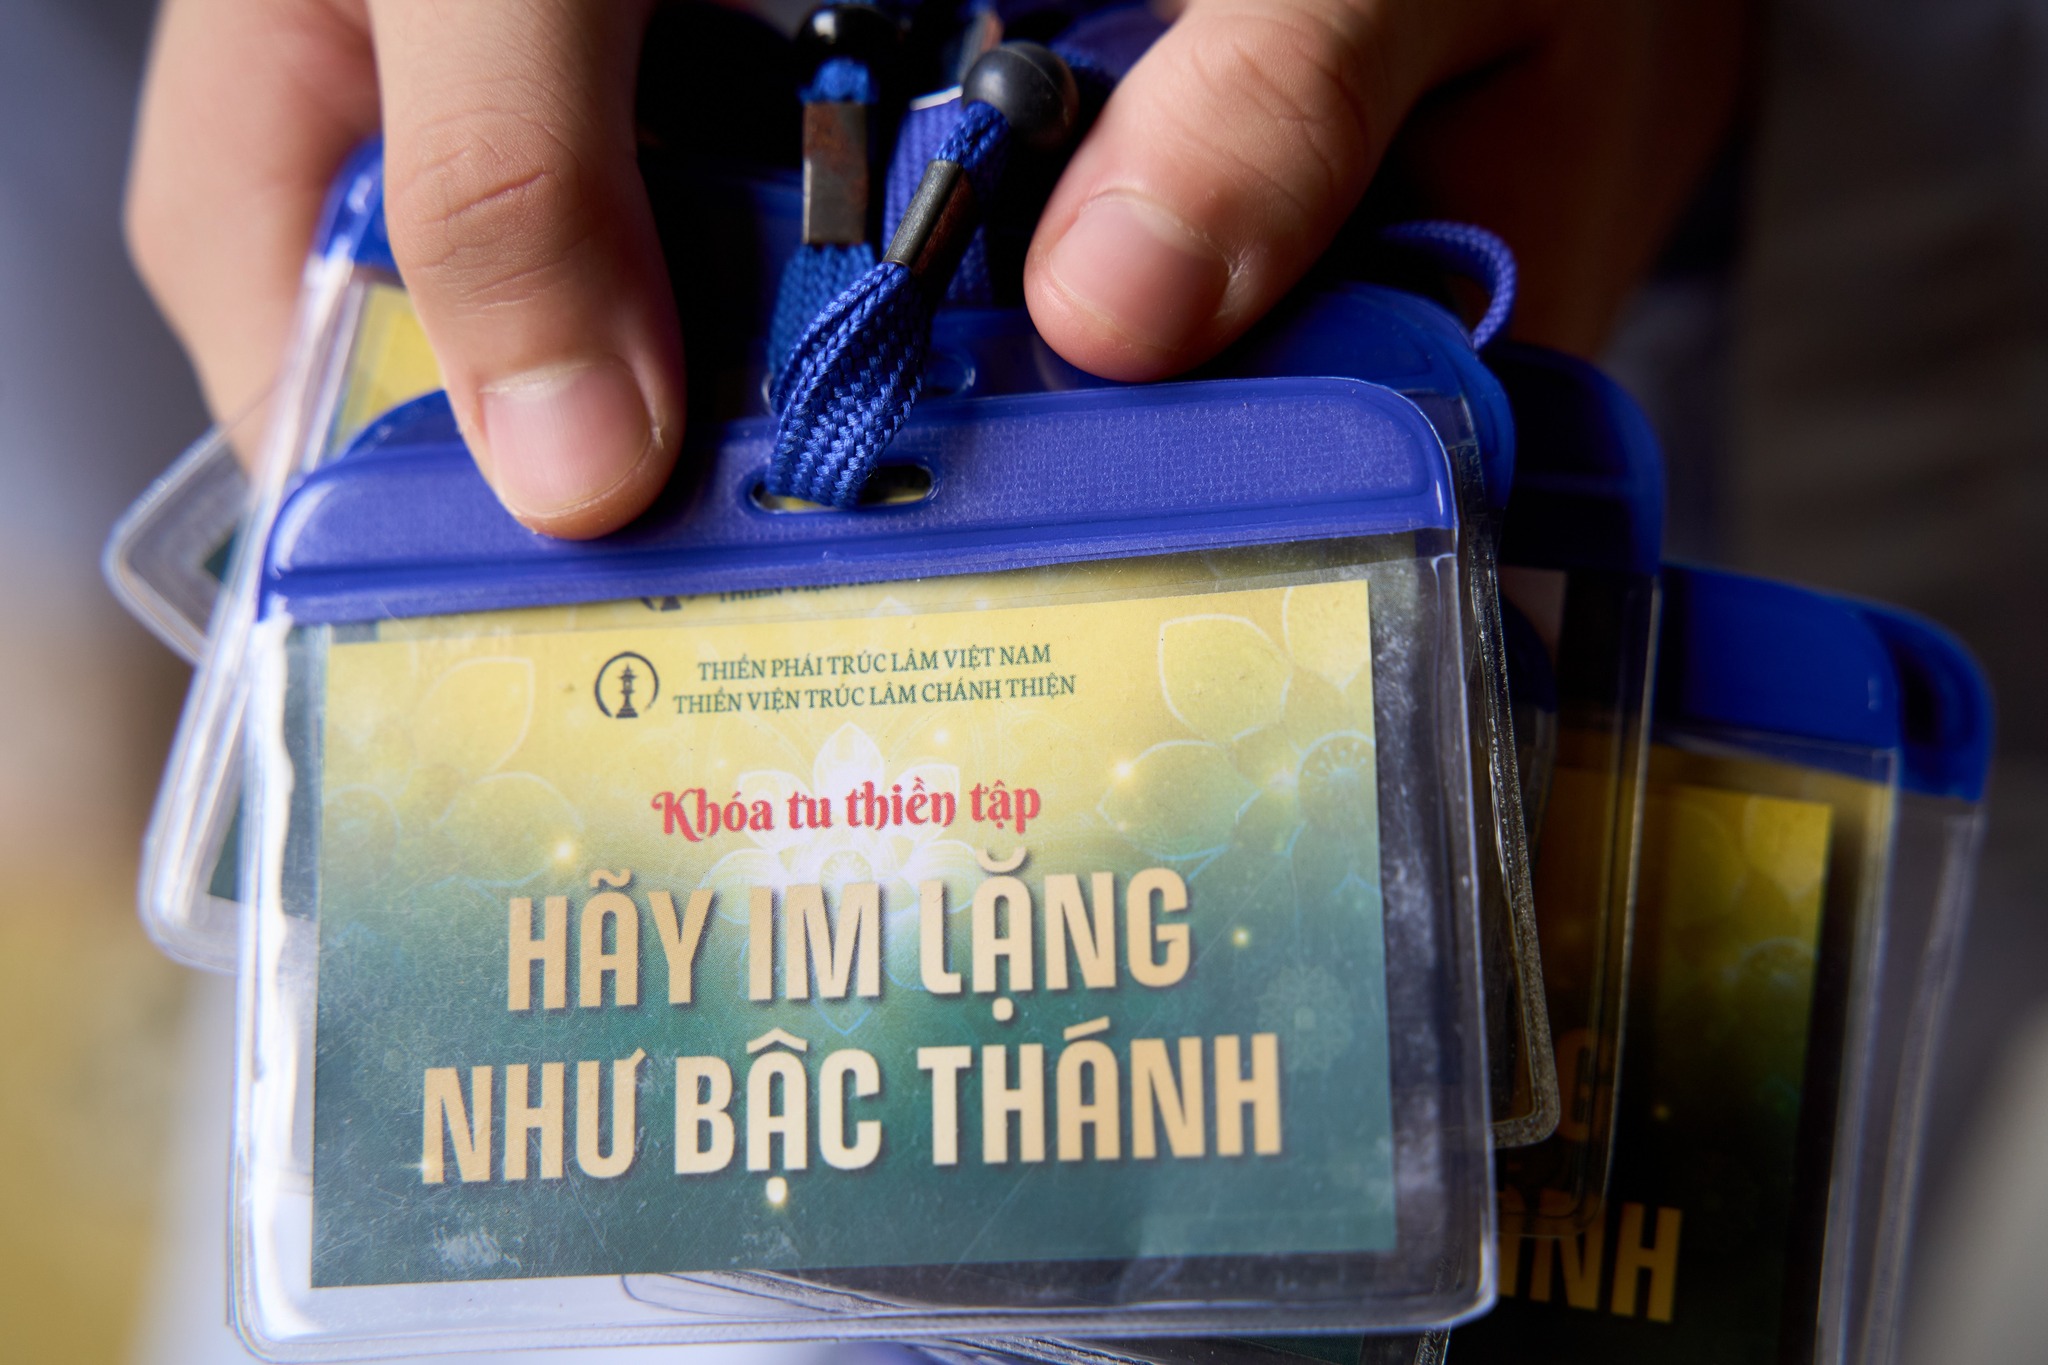 THIỀN PHÁI TRÚC LÂM VIỆT NAM
THIỀN VIỆN TRÚC LÂM CHÁNH THIỆN
Khóa tu thiền tập
HÃY IM LẶNG
NHƯ BẬC THÁNH